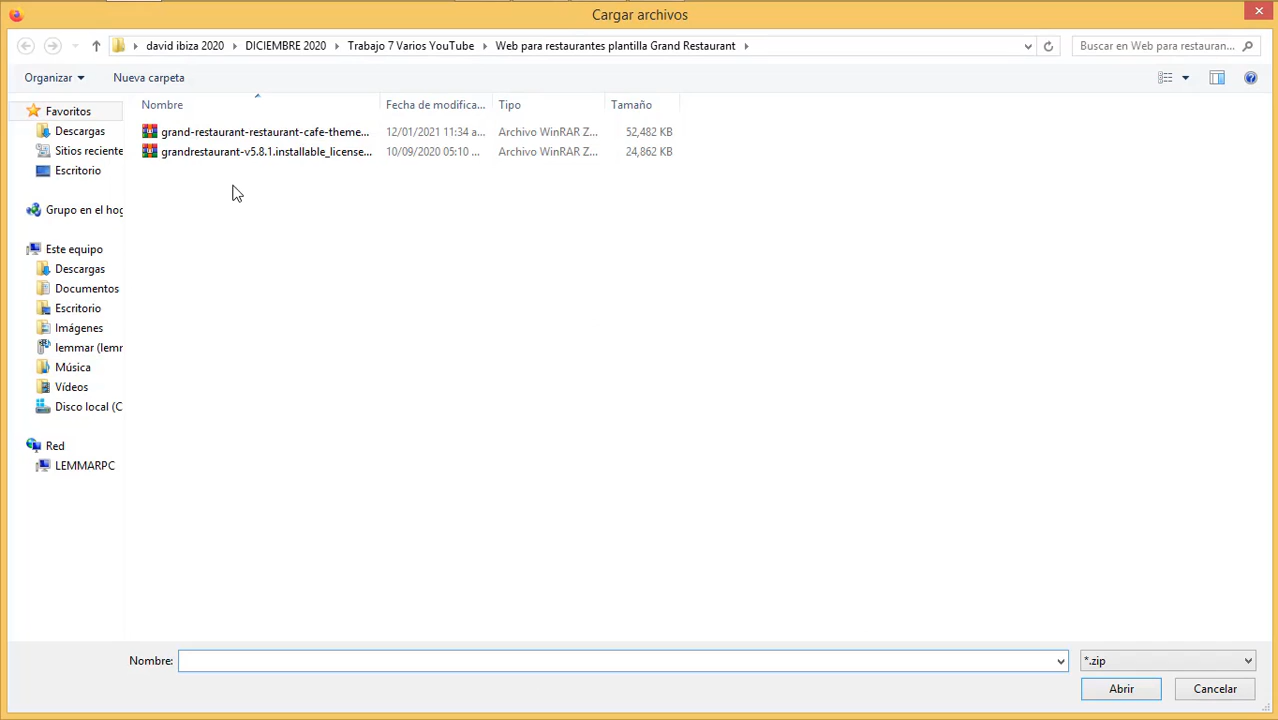 Cargar archivos
david ibiza 2020 DICIEMBRE 2020 Trabajo 7 Varios YouTube Web para restaurantes plantilla Grand Restaurant Buscar en Web para restauran...
Organizar Nueva carpeta
Nombre Fecha de modifica... Tipo Tamaño
grand-restaurant-restaurant-cafe-theme... 12/01/2021 11:34 a... Archivo WinRAR Z... 52,482 KB
grandrestaurant-v5.8.1.installable_license... 10/09/2020 05:10 ... Archivo WinRAR Z... 24,862 KB
Favoritos
Descargas
Sitios reciente
Escritorio
Grupo en el hog
Este equipo
Descargas
Documentos
Escritorio
Imágenes
lemmar (lemm
Música
Vídeos
Disco local (C
Red
LEMMARPC
Nombre: *.zip
Abrir Cancelar